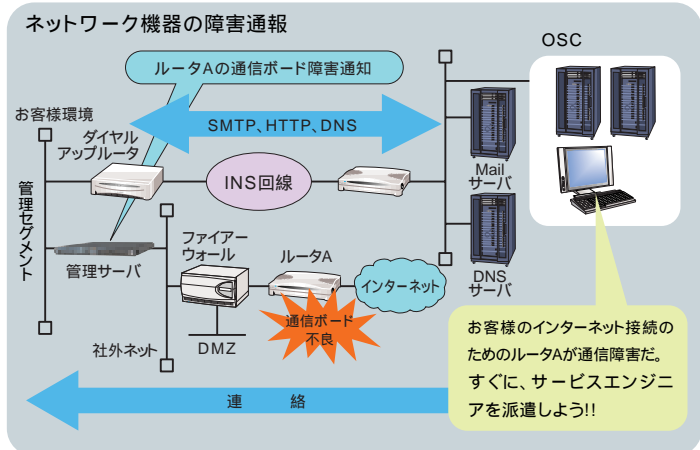 ネットワーク機器の障害通報
OSC
ルータAの通信ボード障害通知
お客様環境
SMTP、HTTP、DNS
ダイヤル
アップルータ
INS回線
Mail
サーバ
管理セグメント
管理サーバ
ファイアー
ウォール
ルータA
インターネット
DNS
サーバ
通信ボード
不良
社外ネット
DMZ
お客様のインターネット接続の
ためのルータAが通信障害だ。
すぐに、サービスエンジニ
アを派遣しよう!!
連 絡